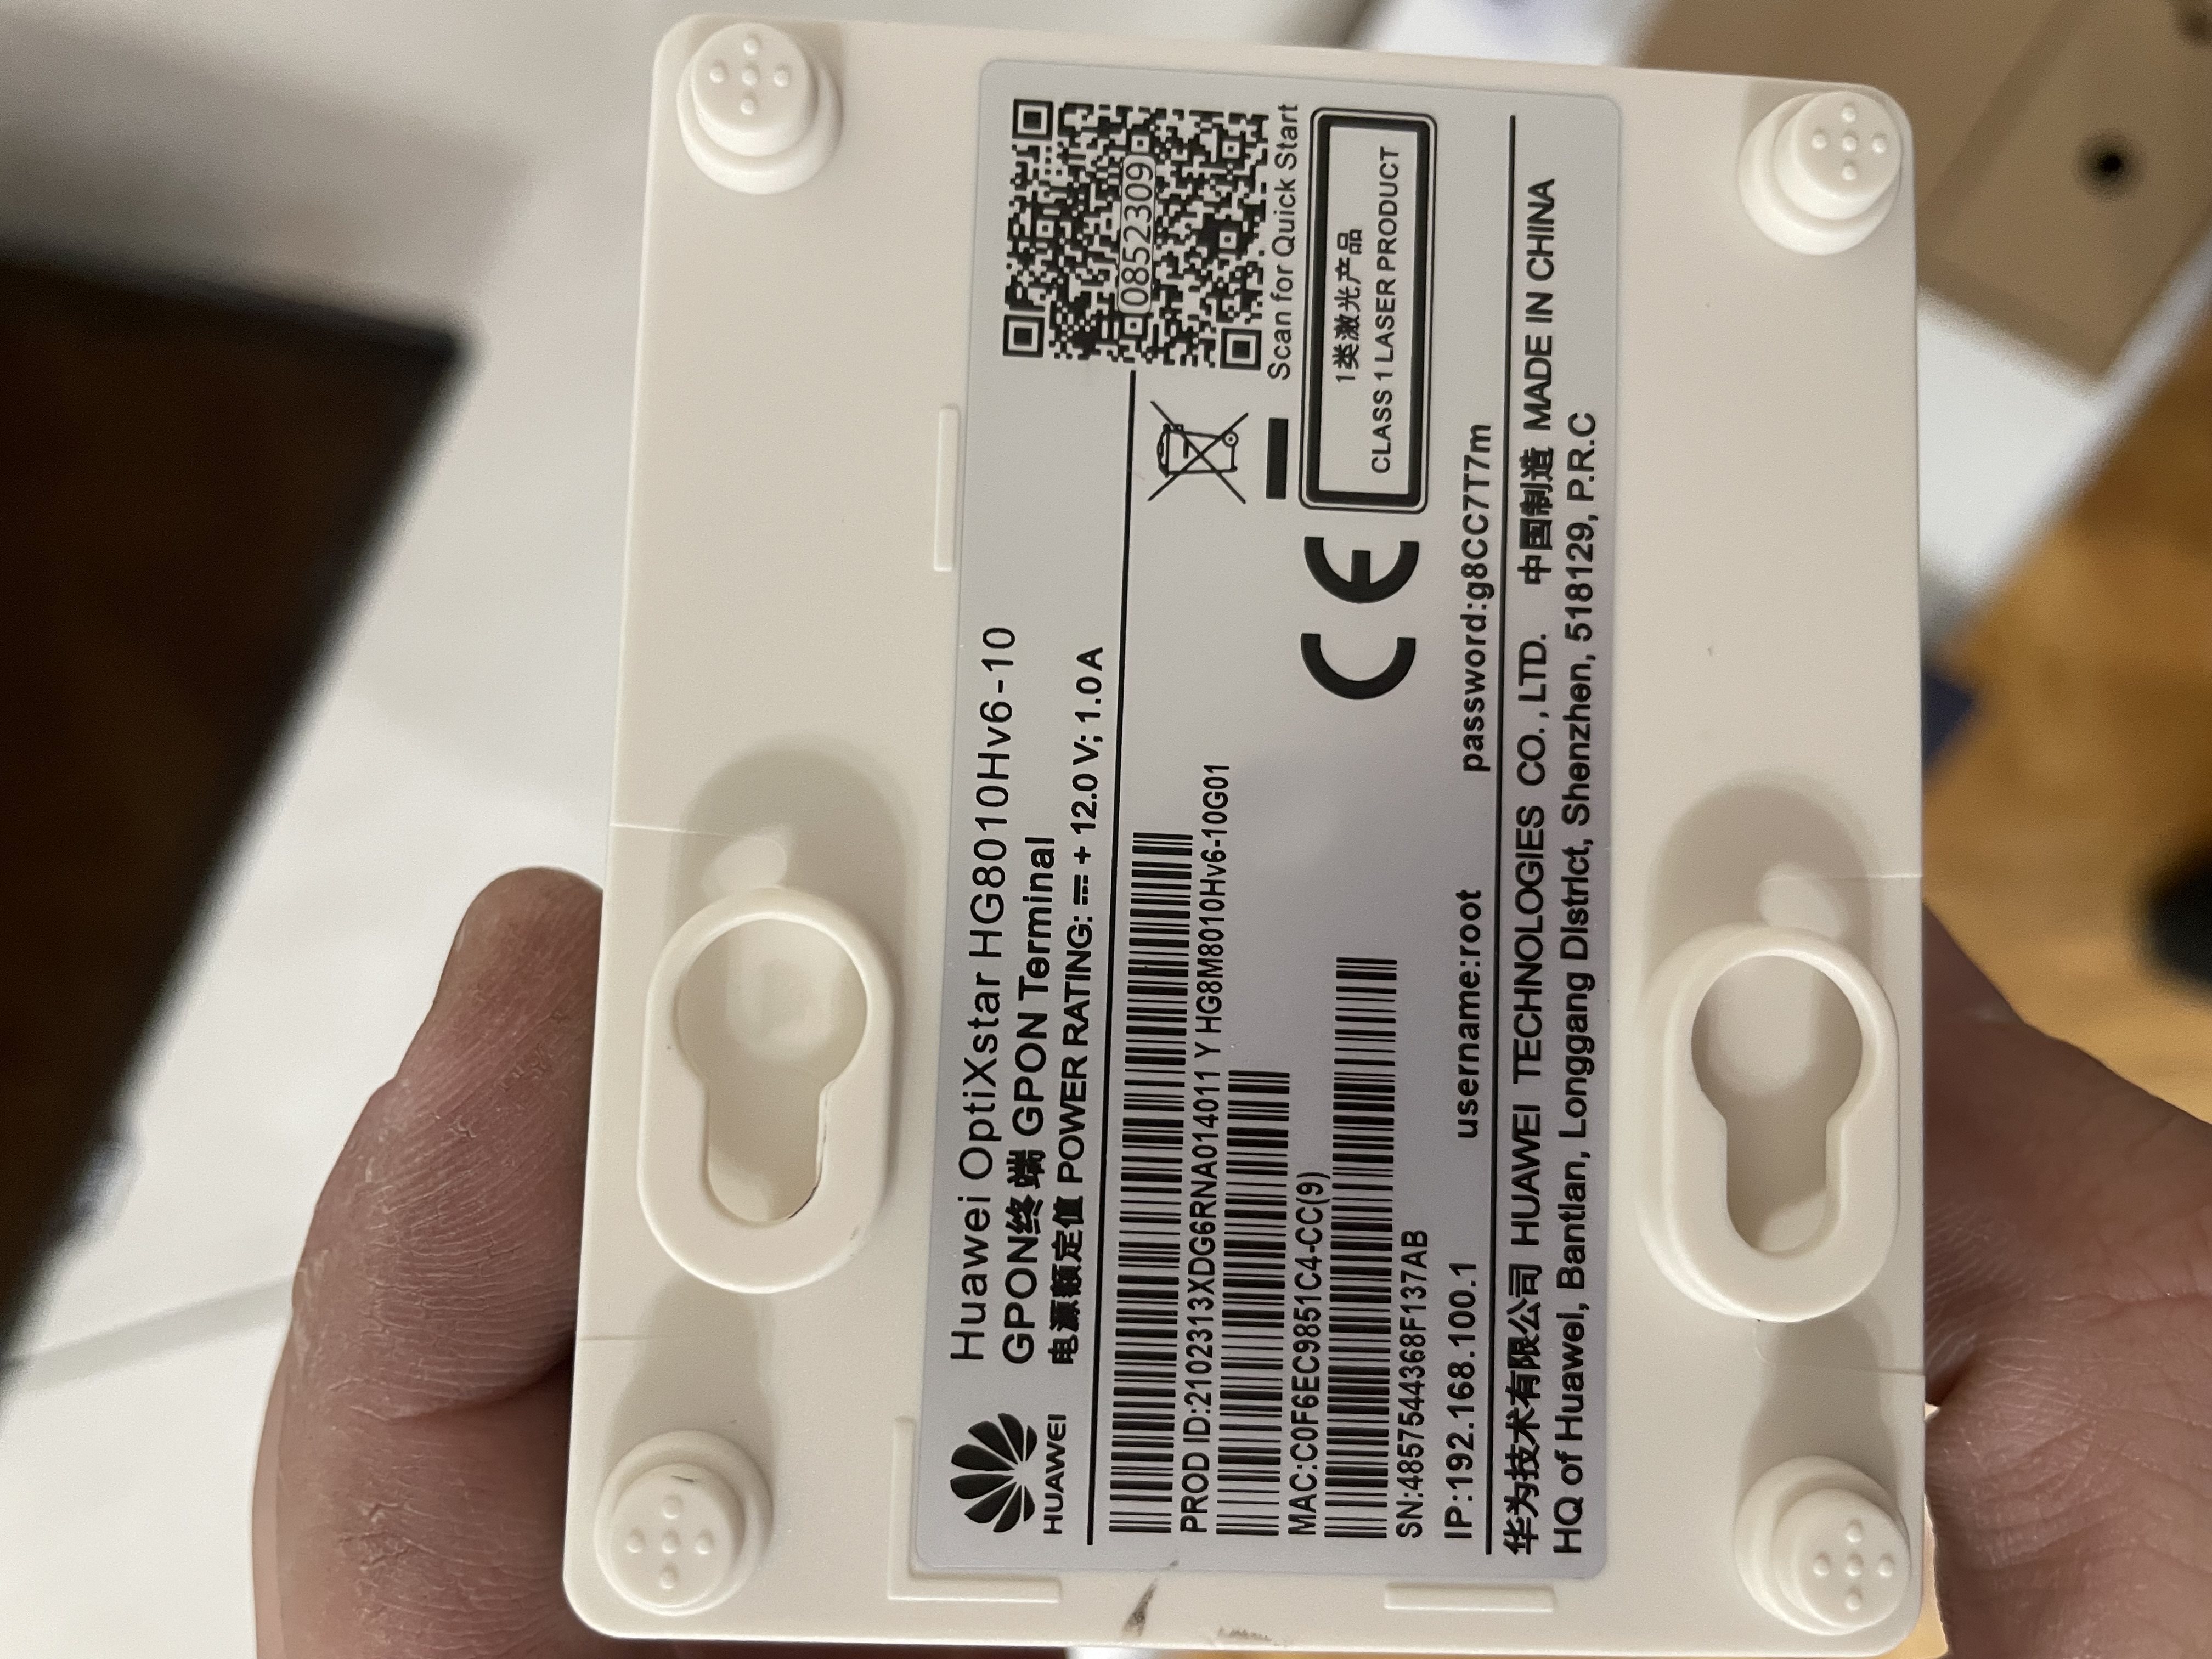 HUAWEI
Huawei OptiXstar HG8010Hv6-10
GPON终端 GPON Terminal
电源额定值 POWER RATING: ⎓ + 12.0 V; 1.0 A
08522309
Scan for Quick Start
PROD ID:2102313XDG6RNA014011 Y HG8M8010Hv6-10G01
MAC:C0F6EC9851C4-CC(9)
SN:4857544368F137AB
CE
1类激光产品
CLASS 1 LASER PRODUCT
IP:192.168.100.1 username:root password:g8CC7T7m
华为技术有限公司 HUAWEI TECHNOLOGIES CO., LTD. 中国制造 MADE IN CHINA
HQ of Huawei, Bantian, Longgang District, Shenzhen, 518129, P.R.C